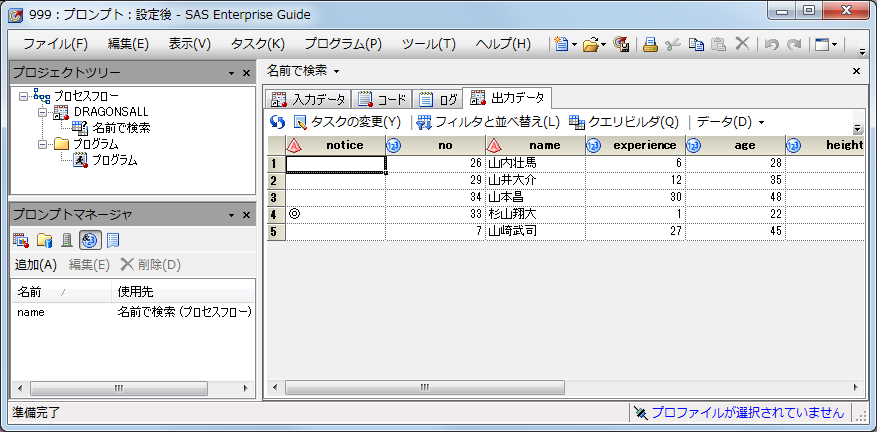 999：プロンプト：設定後 - SAS Enterprise Guide
ファイル(F) 編集(E) 表示(V) タスク(K) プログラム(P) ツール(T) ヘルプ(H)
プロジェクトツリー
プロセスフロー
DRAGONSALL
名前で検索
プログラム
プログラム
プロンプトマネージャ
追加(A) 編集(E) 削除(D)
名前 使用先
name 名前で検索 (プロセスフロー)
名前で検索
入力データ コード ログ 出力データ
タスクの変更(Y) フィルタと並べ替え(L) クエリビルダ(Q) データ(D)
notice no name experience age height
1 26 山内壮馬 6 28
2 29 山井大介 12 35
3 34 山本昌 30 48
4 ◎ 33 杉山翔大 1 22
5 7 山崎武司 27 45
準備完了
プロファイルが選択されていません